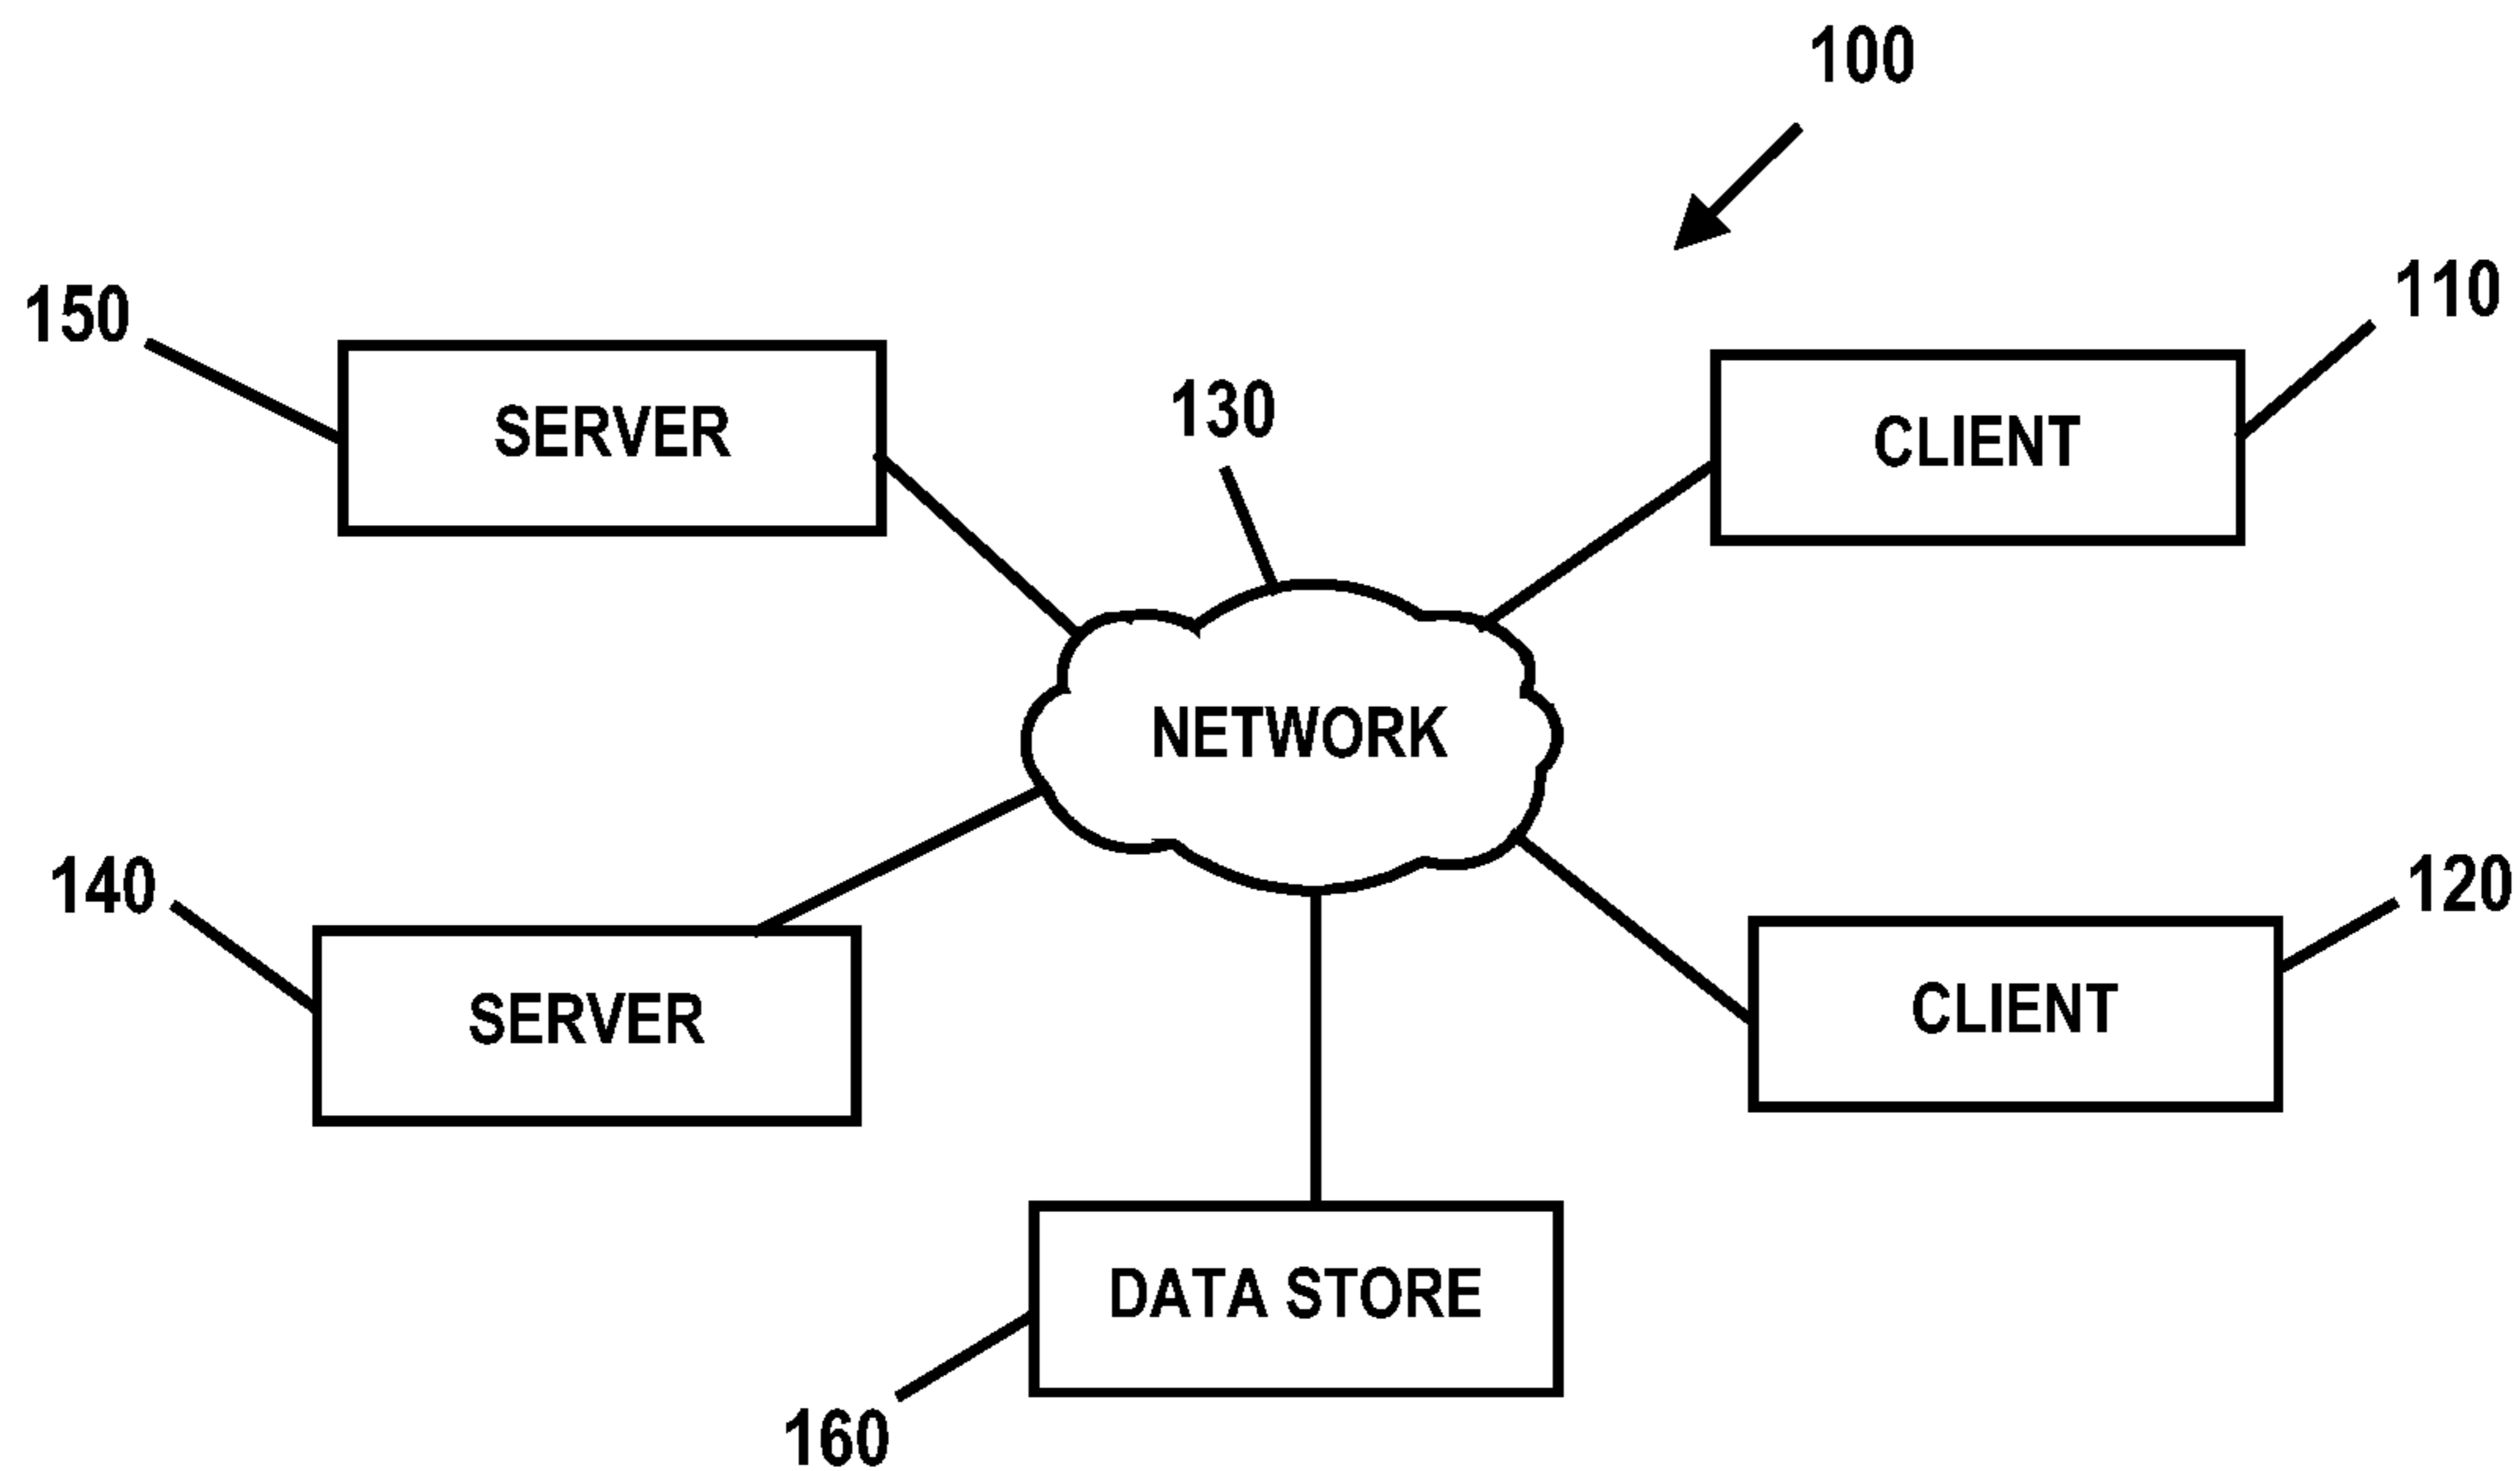 100
110
150
SERVER
130
CLIENT
NETWORK
140
120
SERVER
CLIENT
DATA STORE
160